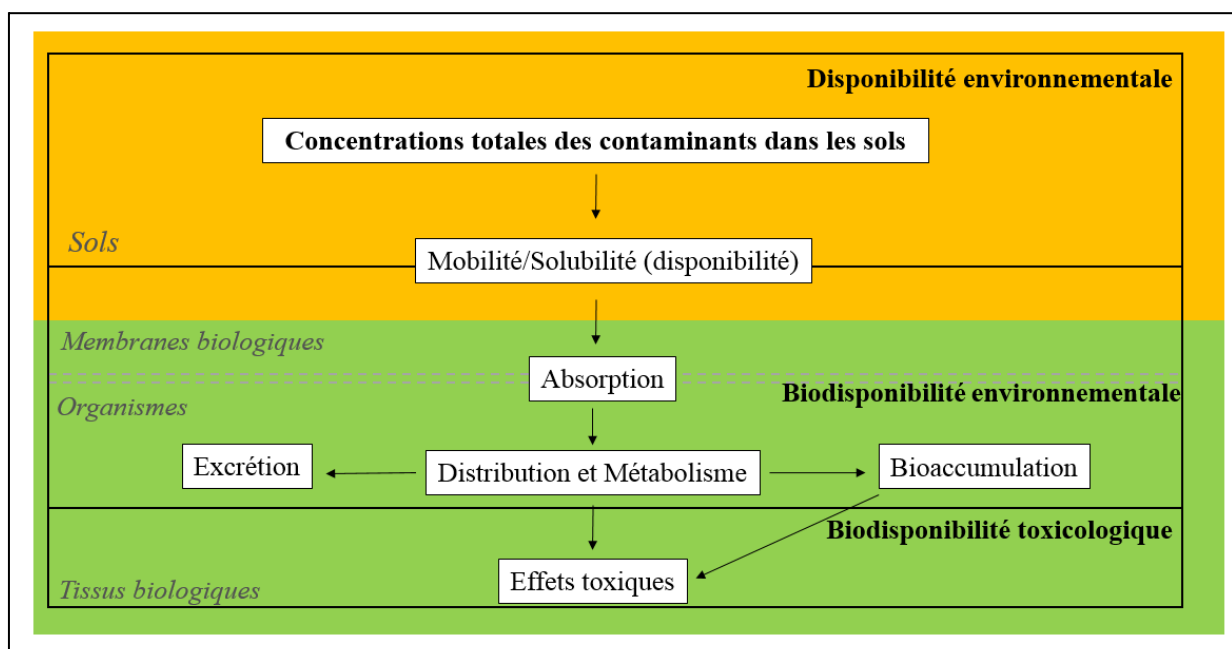 Disponibilité environnementale
Concentrations totales des contaminants dans les sols
Sols
Mobilité/Solubilité (disponibilité)
Membranes biologiques
Absorption
Biodisponibilité environnementale
Organismes
Excrétion
Distribution et Métabolisme
Bioaccumulation
Biodisponibilité toxicologique
Effets toxiques
Tissus biologiques